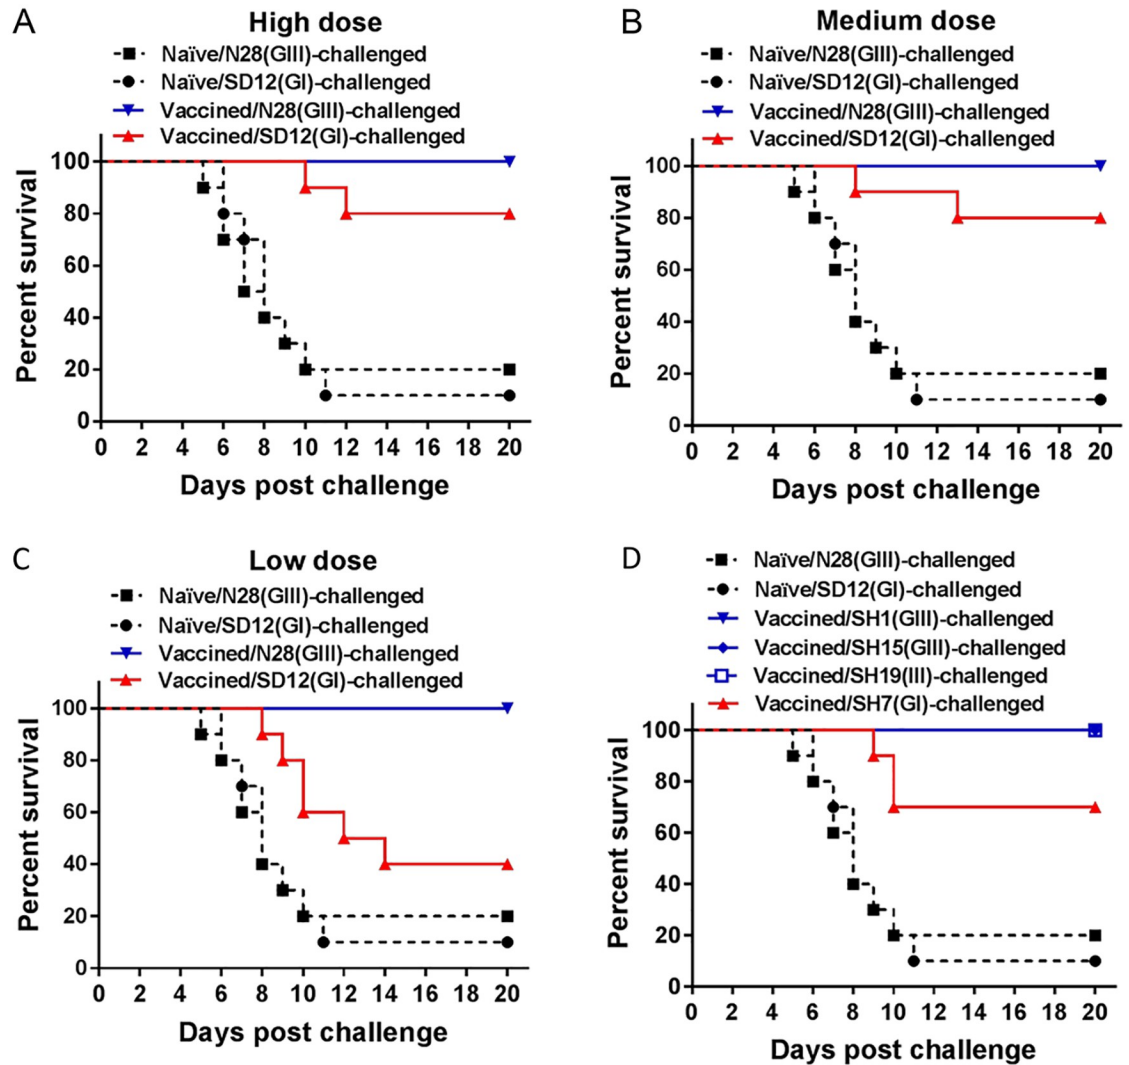 A
High dose
Naïve/N28(GIII)-challenged
Naïve/SD12(GI)-challenged
Vaccined/N28(GIII)-challenged
Vaccined/SD12(GI)-challenged
100
80
60
40
20
0
Percent survival
0 2 4 6 8 10 12 14 16 18 20
Days post challenge
B
Medium dose
Naïve/N28(GIII)-challenged
Naïve/SD12(GI)-challenged
Vaccined/N28(GIII)-challenged
Vaccined/SD12(GI)-challenged
100
80
60
40
20
0
Percent survival
0 2 4 6 8 10 12 14 16 18 20
Days post challenge
C
Low dose
Naïve/N28(GIII)-challenged
Naïve/SD12(GI)-challenged
Vaccined/N28(GIII)-challenged
Vaccined/SD12(GI)-challenged
100
80
60
40
20
0
Percent survival
0 2 4 6 8 10 12 14 16 18 20
Days post challenge
D
Naïve/N28(GIII)-challenged
Naïve/SD12(GI)-challenged
Vaccined/SH1(GIII)-challenged
Vaccined/SH15(GIII)-challenged
Vaccined/SH19(III)-challenged
Vaccined/SH7(GI)-challenged
100
80
60
40
20
0
Percent survival
0 2 4 6 8 10 12 14 16 18 20
Days post challenge